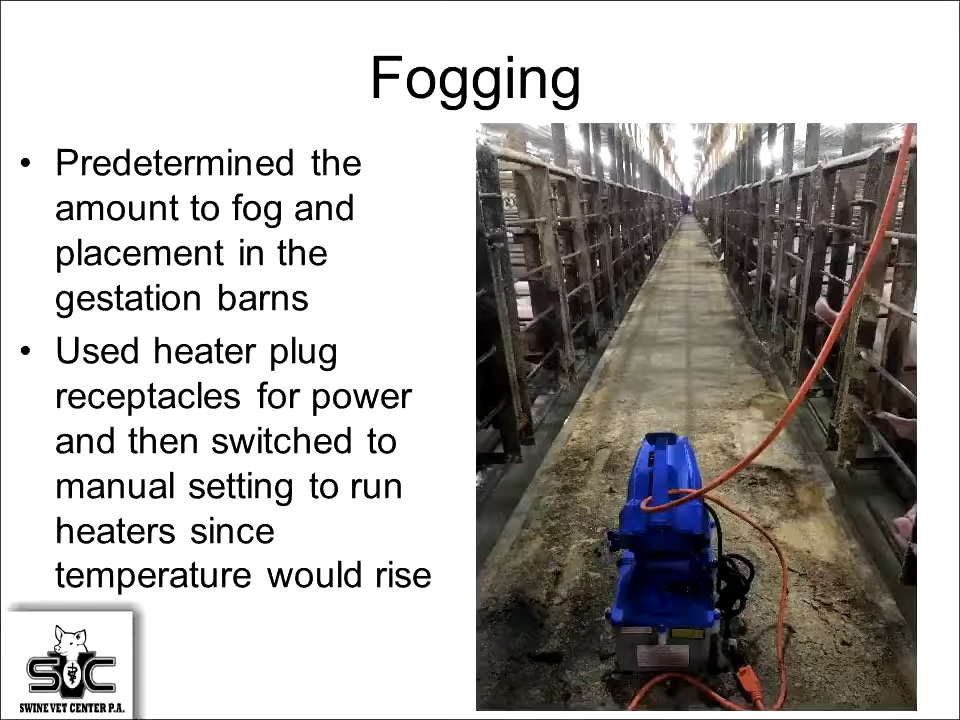 Fogging
• Predetermined the
amount to fog and
placement in the
gestation barns
• Used heater plug
receptacles for power
and then switched to
manual setting to run
heaters since
temperature would rise
SVC
SWINE VET CENTER P.A.